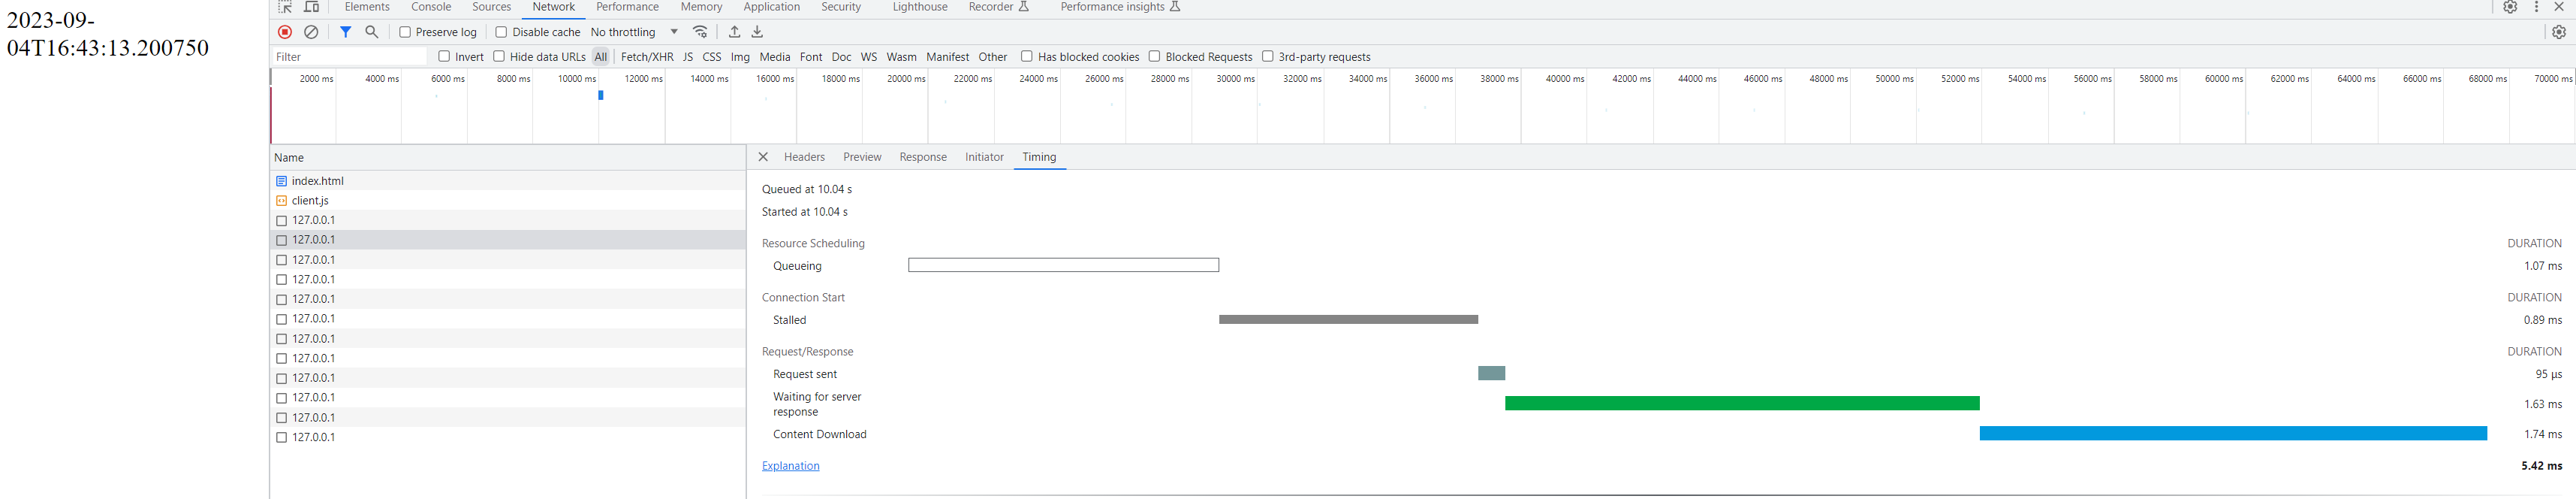 2023-09-
04T16:43:13.200750
Elements Console Sources Network Performance Memory Application Security Lighthouse Recorder Performance insights
Preserve log Disable cache No throttling
Filter Invert Hide data URLs All Fetch/XHR JS CSS Img Media Font Doc WS Wasm Manifest Other Has blocked cookies Blocked Requests 3rd-party requests
2000 ms 4000 ms 6000 ms 8000 ms 10000 ms 12000 ms 14000 ms 16000 ms 18000 ms 20000 ms 22000 ms 24000 ms 26000 ms 28000 ms 30000 ms 32000 ms 34000 ms 36000 ms 38000 ms 40000 ms 42000 ms 44000 ms 46000 ms 48000 ms 50000 ms 52000 ms 54000 ms 56000 ms 58000 ms 60000 ms 62000 ms 64000 ms 66000 ms 68000 ms 70000 ms
Name
index.html
client.js
127.0.0.1
127.0.0.1
127.0.0.1
127.0.0.1
127.0.0.1
127.0.0.1
127.0.0.1
127.0.0.1
127.0.0.1
127.0.0.1
127.0.0.1
127.0.0.1
Headers Preview Response Initiator Timing
Queued at 10.04 s
Started at 10.04 s
Resource Scheduling DURATION
Queueing 1.07 ms
Connection Start DURATION
Stalled 0.89 ms
Request/Response DURATION
Request sent 95 μs
Waiting for server
response 1.63 ms
Content Download 1.74 ms
Explanation 5.42 ms